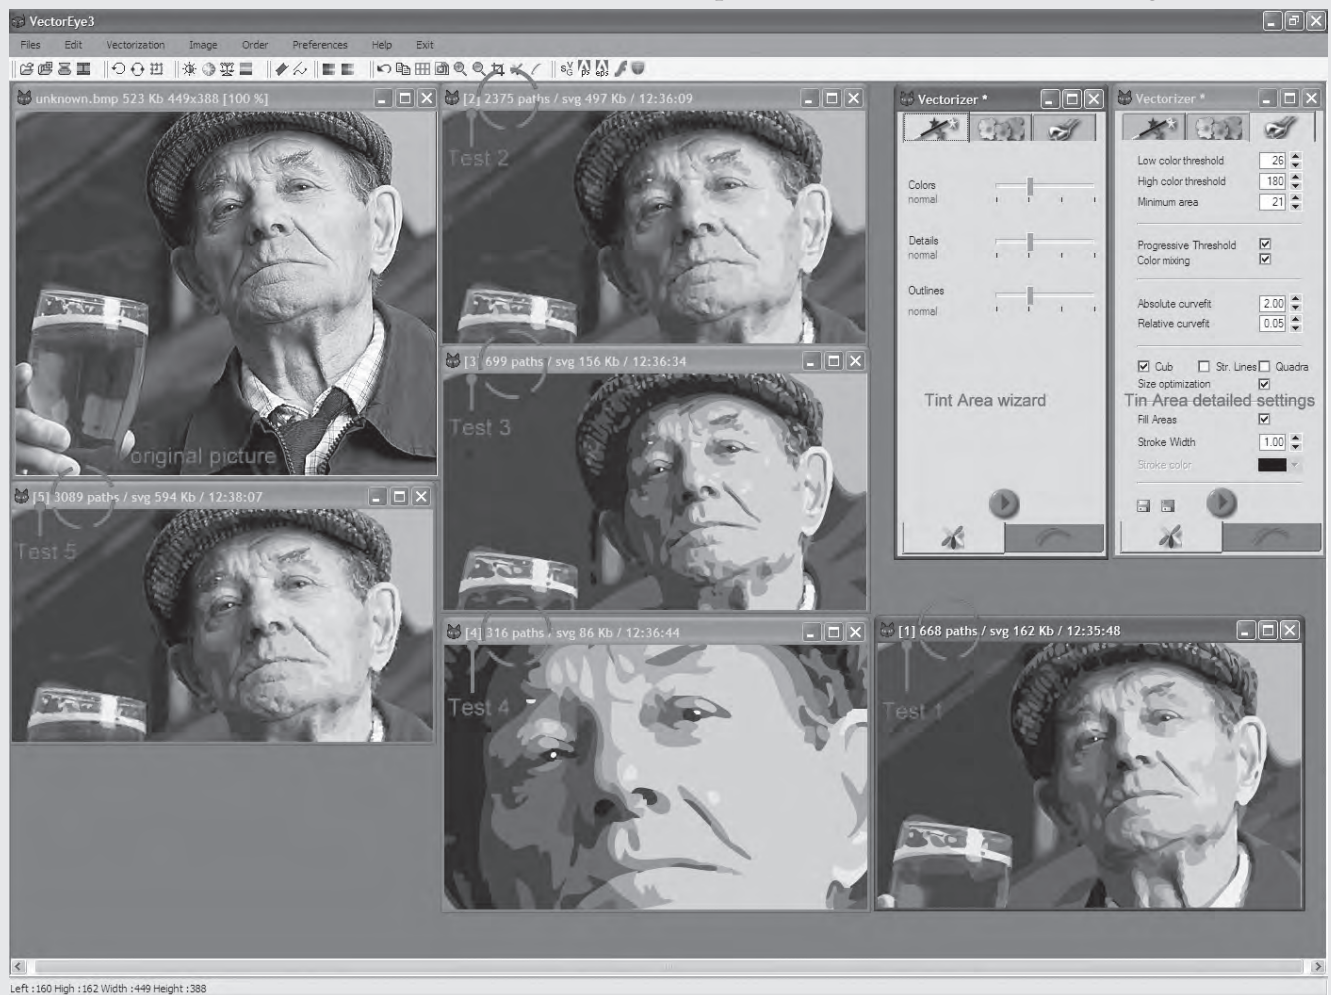 VectorEye3
Files Edit Vectorization Image Order Preferences Help Exit
unknown.bmp 523 Kb 449x388 [100 %]
original picture
[2] 2375 paths / svg 497 Kb / 12:36:09
Test 2
[3] 699 paths / svg 156 Kb / 12:36:34
Test 3
[5] 3089 paths / svg 594 Kb / 12:38:07
Test 5
[4] 316 paths / svg 86 Kb / 12:36:44
Test 4
[1] 668 paths / svg 162 Kb / 12:35:48
Test 1
Vectorizer *
Colors
normal
Details
normal
Outlines
normal
Tint Area wizard
Vectorizer *
Low color threshold 26
High color threshold 180
Minimum area 21
Progressive Threshold
Color mixing
Absolute curvefit 2.00
Relative curvefit 0.05
Cub Str. Lines Quadra
Size optimization
Tin Area detailed settings
Fill Areas
Stroke Width 1.00
Stroke color
Left :160 High :162 Width :449 Height :388